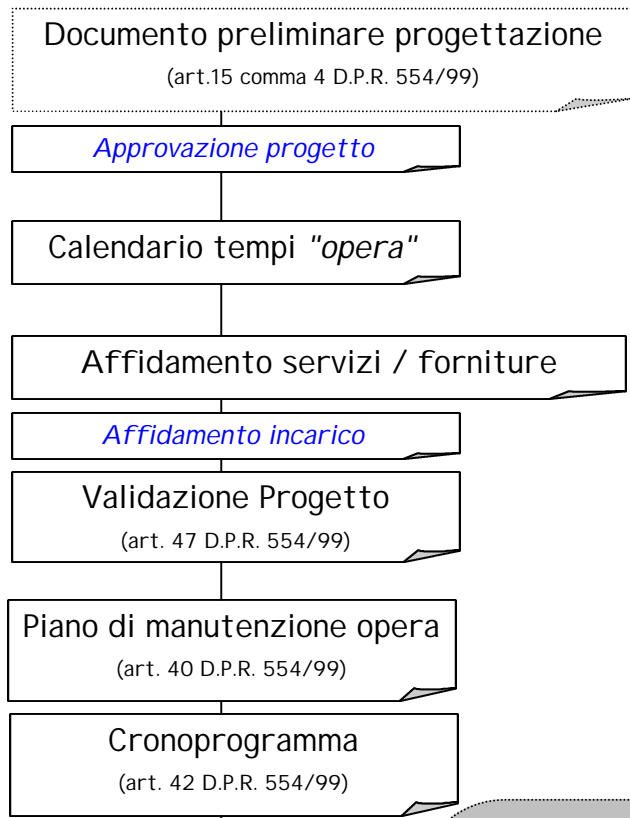 Documento preliminare progettazione
(art.15 comma 4 D.P.R. 554/99)
Approvazione progetto
Calendario tempi "opera"
Affidamento servizi / forniture
Affidamento incarico
Validazione Progetto
(art. 47 D.P.R. 554/99)
Piano di manutenzione opera
(art. 40 D.P.R. 554/99)
Cronoprogramma
(art. 42 D.P.R. 554/99)